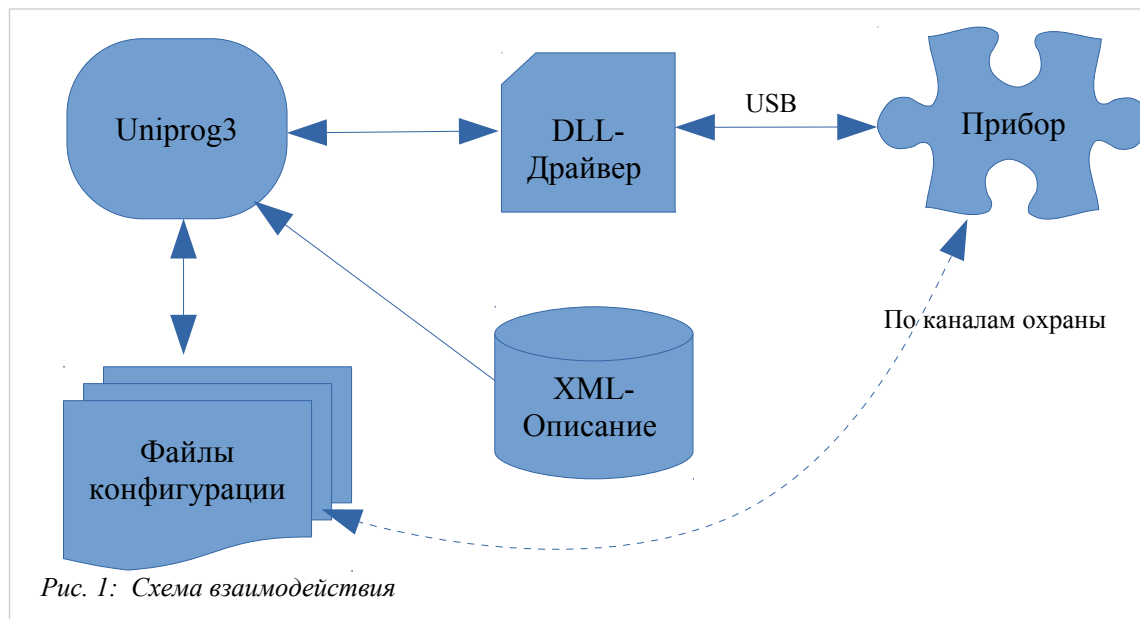 Uniprog3
DLL-
Драйвер
USB
Прибор
По каналам охраны
XML-
Описание
Файлы
конфигурации
Рис. 1: Схема взаимодействия